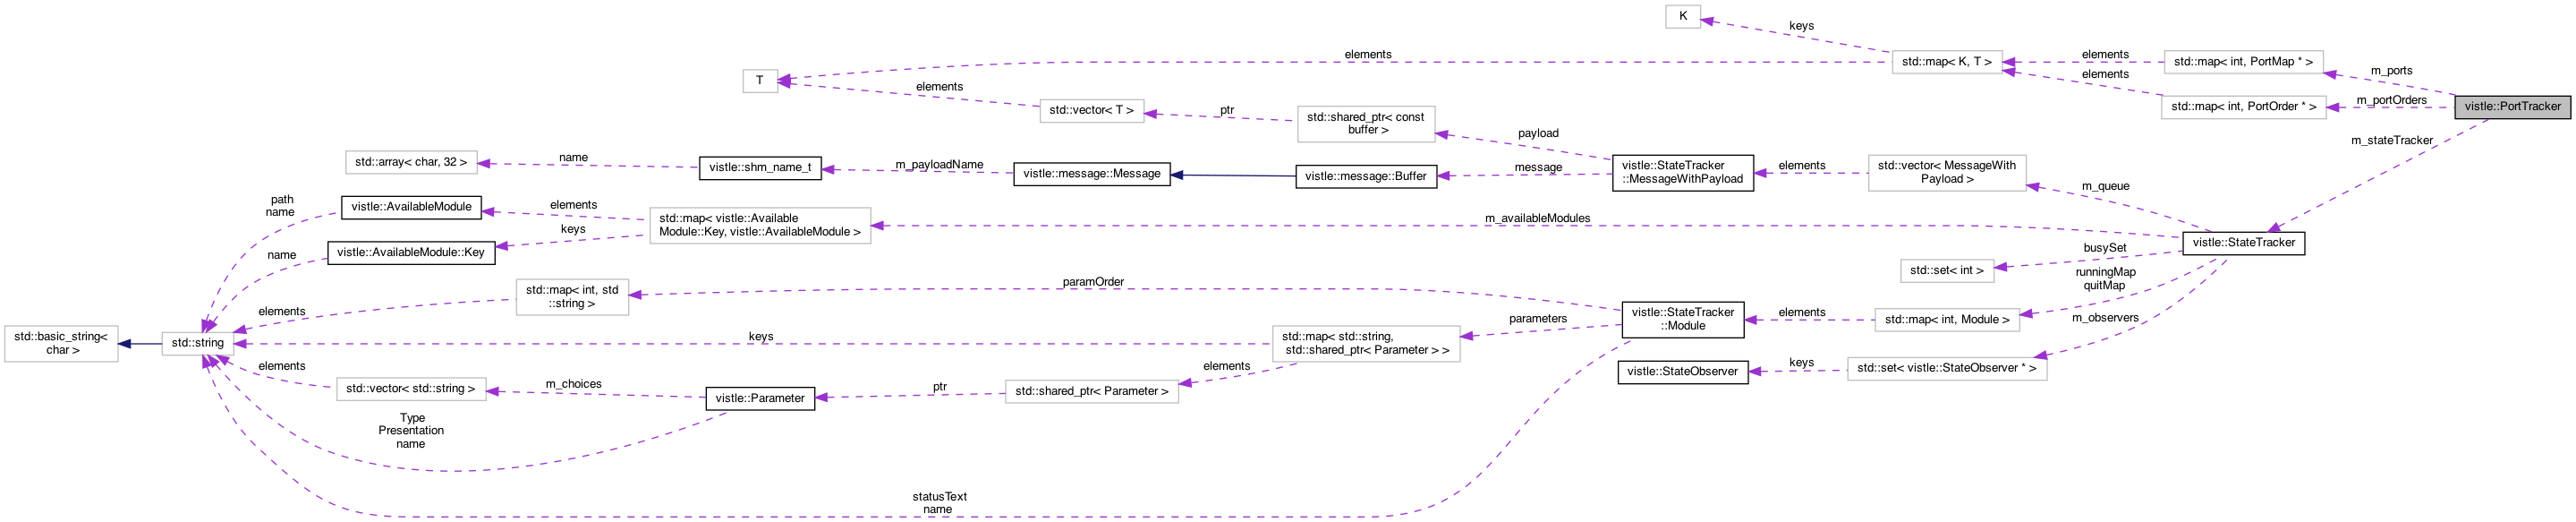 K
keys
elements
std::map< K, T >
elements
std::map< int, PortMap * >
m_ports
T
elements
elements
std::map< int, PortOrder * >
m_portOrders
vistle::PortTracker
std::vector< T >
ptr
std::shared_ptr< const
buffer >
payload
m_stateTracker
std::array< char, 32 >
name
vistle::shm_name_t
m_payloadName
vistle::message::Message
vistle::message::Buffer
message
vistle::StateTracker
::MessageWithPayload
elements
std::vector< MessageWith
Payload >
m_queue
path
name
vistle::AvailableModule
elements
std::map< vistle::Available
Module::Key, vistle::AvailableModule >
m_availableModules
keys
name
vistle::AvailableModule::Key
vistle::StateTracker
busySet
std::set< int >
runningMap
quitMap
std::map< int, std
::string >
paramOrder
elements
vistle::StateTracker
::Module
elements
std::map< int, Module >
m_observers
parameters
std::basic_string<
char >
std::string
keys
std::map< std::string,
std::shared_ptr< Parameter > >
elements
elements
vistle::StateObserver
keys
std::set< vistle::StateObserver * >
std::vector< std::string >
m_choices
vistle::Parameter
ptr
std::shared_ptr< Parameter >
Type
Presentation
name
statusText
name